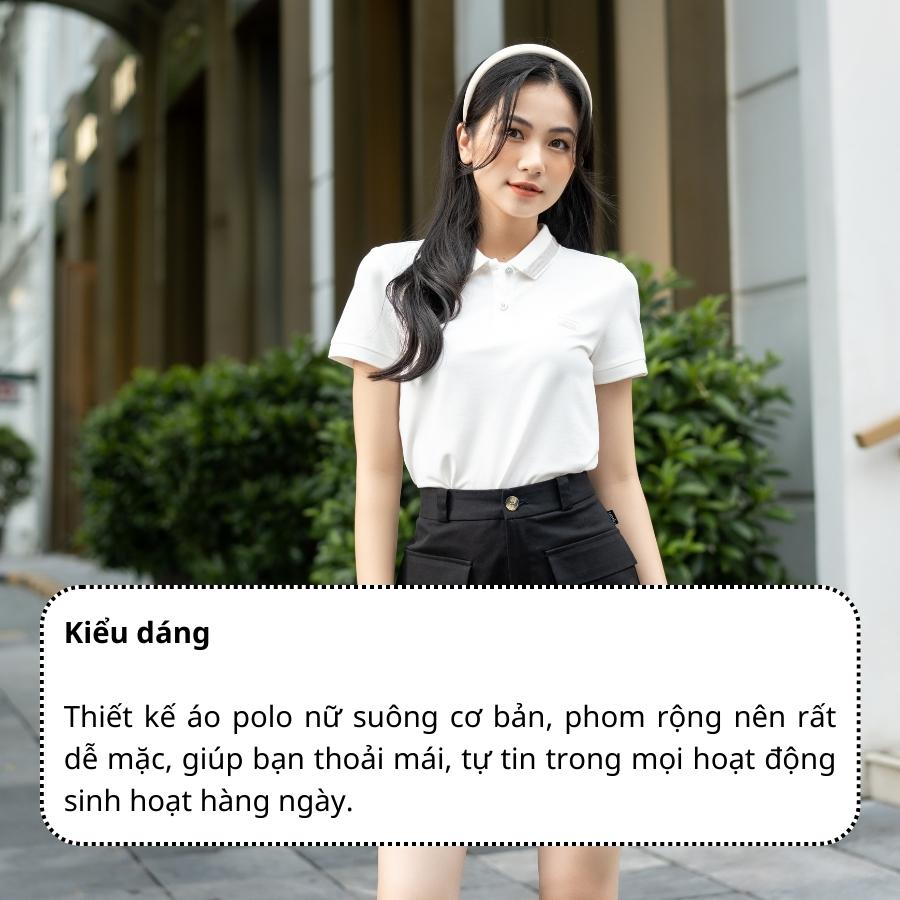 Kiểu dáng
Thiết kế áo polo nữ suông cơ bản, phom rộng nên rất
dễ mặc, giúp bạn thoải mái, tự tin trong mọi hoạt động
sinh hoạt hàng ngày.